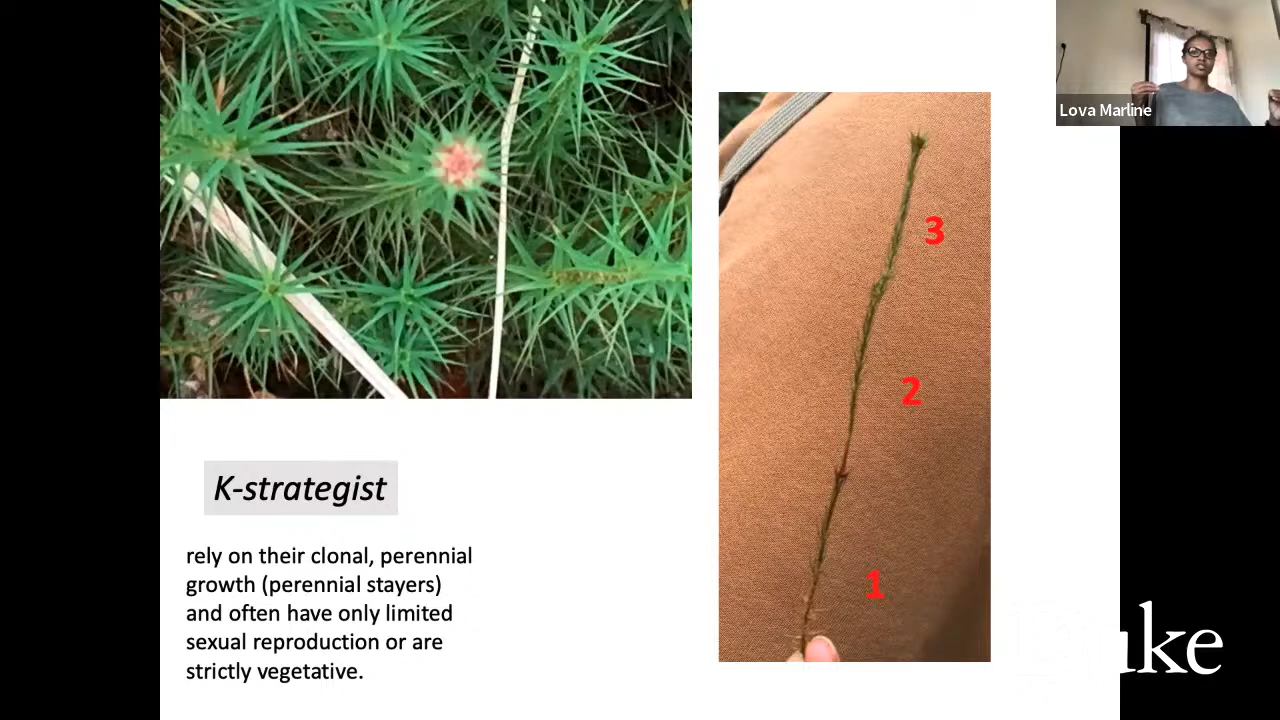 Lova Marline
3
2
1
K-strategist
rely on their clonal, perennial
growth (perennial stayers)
and often have only limited
sexual reproduction or are
strictly vegetative.